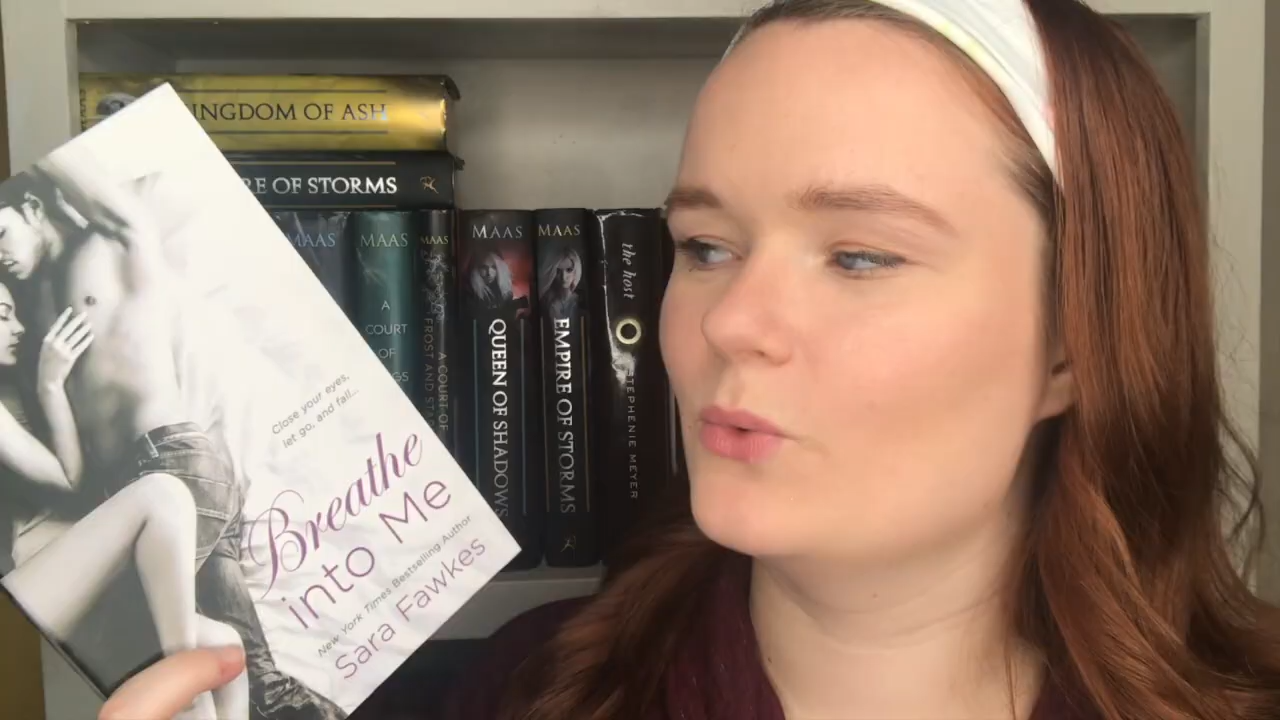 INGDOM OF ASH
RE OF STORMS
MAAS
MAAS
A
COURT
OF
GS
MAAS
A COURT OF
FROST AND STA
MAAS
QUEEN OF SHADOWS
MAAS
EMPIRE OF STORMS
the host
STEPHENIE MEYER
Close your eyes,
let go, and fall...
Breathe
into Me
New York Times Bestselling Author
Sara Fawkes